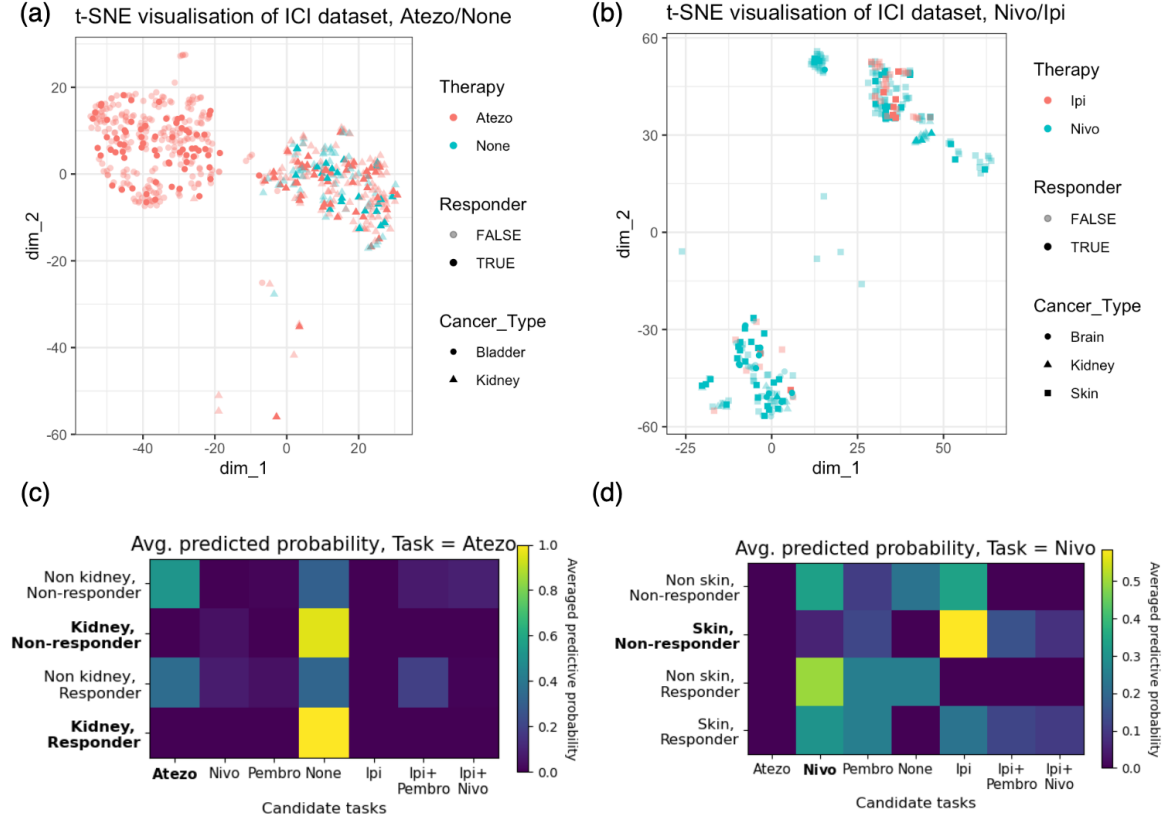 (a)
t-SNE visualisation of ICI dataset, Atezo/None
20
0
-20
-40
-60
dim_2
-40
-20
0
20
dim_1
Therapy
Atezo
None
Responder
FALSE
TRUE
Cancer_Type
Bladder
Kidney
(b)
t-SNE visualisation of ICI dataset, Nivo/Ipi
60
30
0
-30
-60
dim_2
-25
0
25
50
dim_1
Therapy
Ipi
Nivo
Responder
FALSE
TRUE
Cancer_Type
Brain
Kidney
Skin
(c)
Avg. predicted probability, Task = Atezo
Non kidney,
Non-responder
Kidney,
Non-responder
Non kidney,
Responder
Kidney,
Responder
Atezo
Nivo
Pembro
None
Ipi
Ipi+
Pembro
Ipi+
Nivo
Candidate tasks
1.0
0.8
0.6
0.4
0.2
0.0
Averaged predictive probability
(d)
Avg. predicted probability, Task = Nivo
Non skin,
Non-responder
Skin,
Non-responder
Non skin,
Responder
Skin,
Responder
Atezo
Nivo
Pembro
None
Ipi
Ipi+
Pembro
Ipi+
Nivo
Candidate tasks
0.5
0.4
0.3
0.2
0.1
0.0
Averaged predictive probability